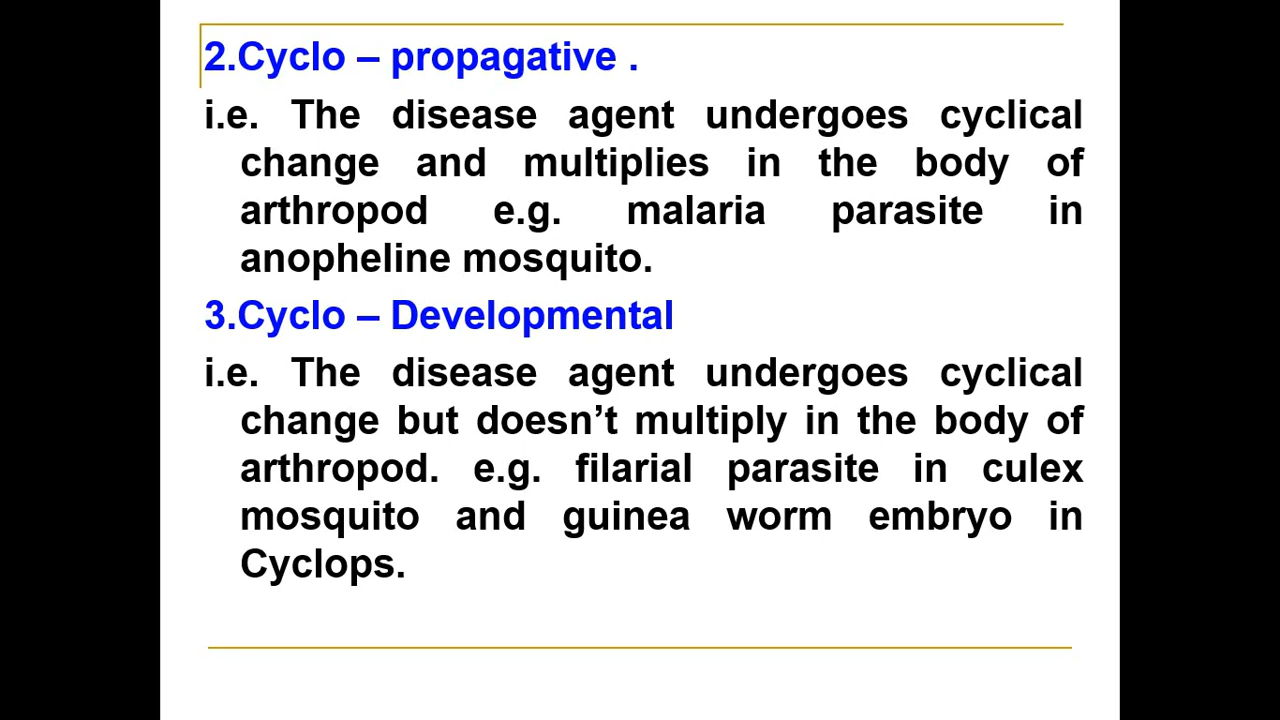 2.Cyclo – propagative .
i.e. The disease agent undergoes cyclical
change and multiplies in the body of
arthropod e.g. malaria parasite in
anopheline mosquito.
3.Cyclo – Developmental
i.e. The disease agent undergoes cyclical
change but doesn’t multiply in the body of
arthropod. e.g. filarial parasite in culex
mosquito and guinea worm embryo in
Cyclops.